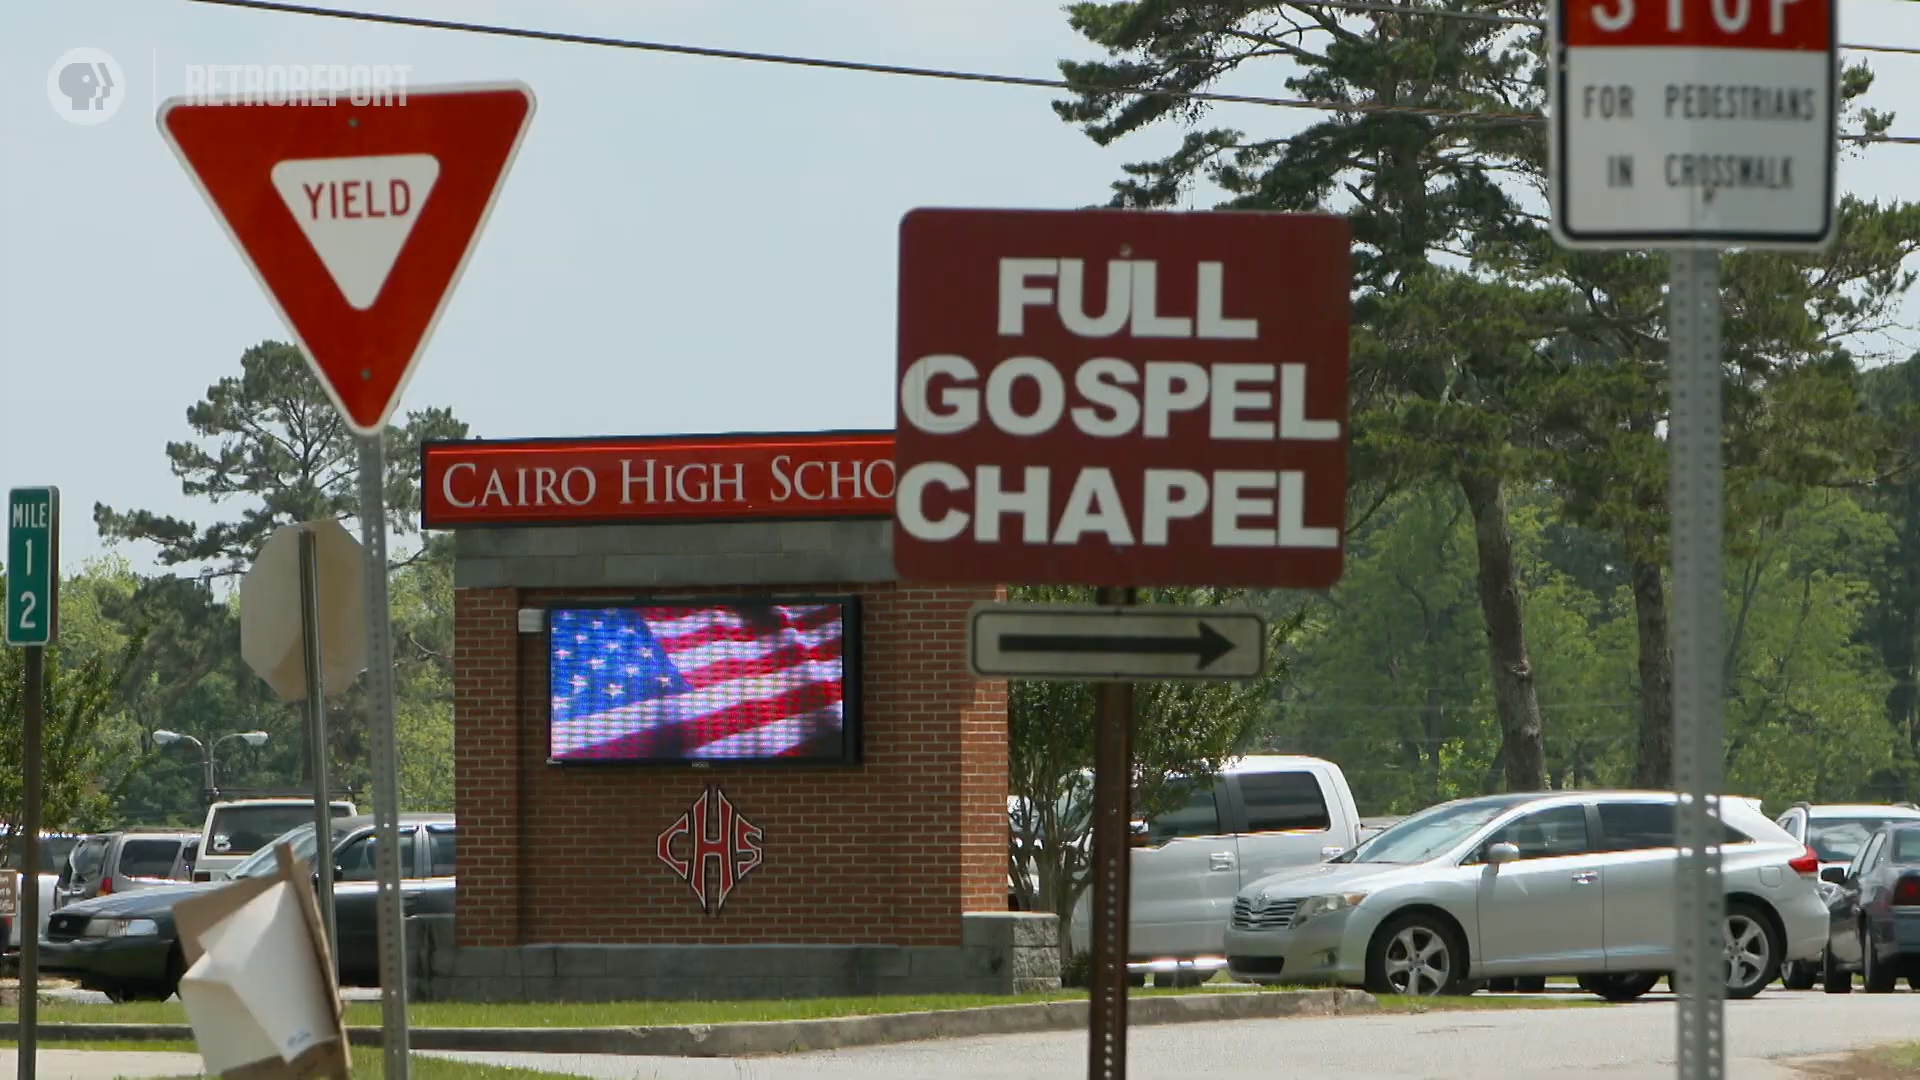 RETROREPORT
YIELD
STOP
FOR PEDESTRIANS
IN CROSSWALK
FULL
GOSPEL
CHAPEL
CAIRO HIGH SCHO
MILE
1
2
CHS